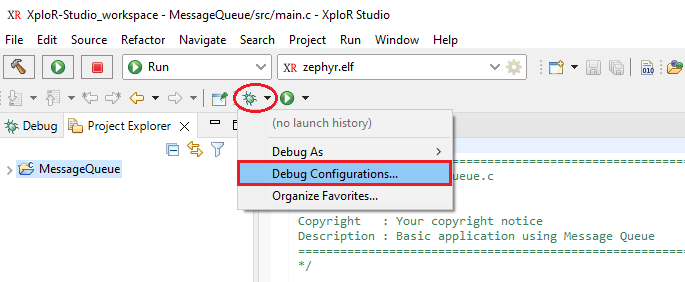 XR XploR-Studio_workspace - MessageQueue/src/main.c - XploR Studio
File Edit Source Refactor Navigate Search Project Run Window Help
Run
XR zephyr.elf
010
(no launch history)
Debug
Project Explorer
Debug As
MessageQueue
Debug Configurations...
ueue.c
Organize Favorites...
Copyright : Your copyright notice
Description : Basic application using Message Queue
============================================
*/